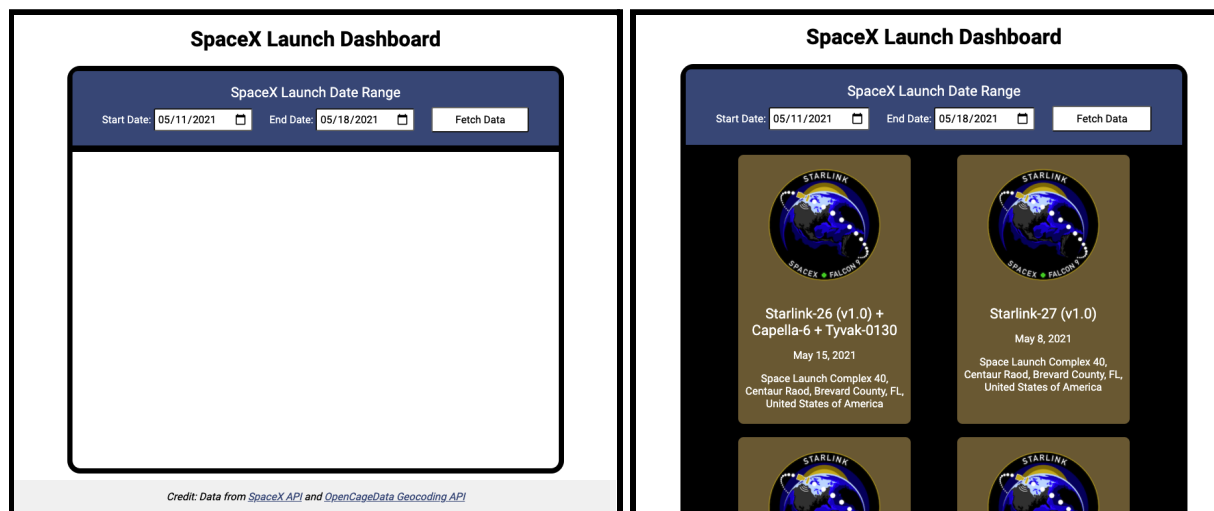 SpaceX Launch Dashboard
SpaceX Launch Date Range
Start Date: 05/11/2021 End Date: 05/18/2021 Fetch Data
Credit: Data from SpaceX API and OpenCageData Geocoding API
SpaceX Launch Dashboard
SpaceX Launch Date Range
Start Date: 05/11/2021 End Date: 05/18/2021 Fetch Data
STARLINK
SPACEX FALCON 9
Starlink-26 (v1.0) +
Capella-6 + Tyvak-0130
May 15, 2021
Space Launch Complex 40,
Centaur Raod, Brevard County, FL,
United States of America
STARLINK
SPACEX FALCON 9
Starlink-27 (v1.0)
May 8, 2021
Space Launch Complex 40,
Centaur Raod, Brevard County, FL,
United States of America
STARLINK
STARLINK